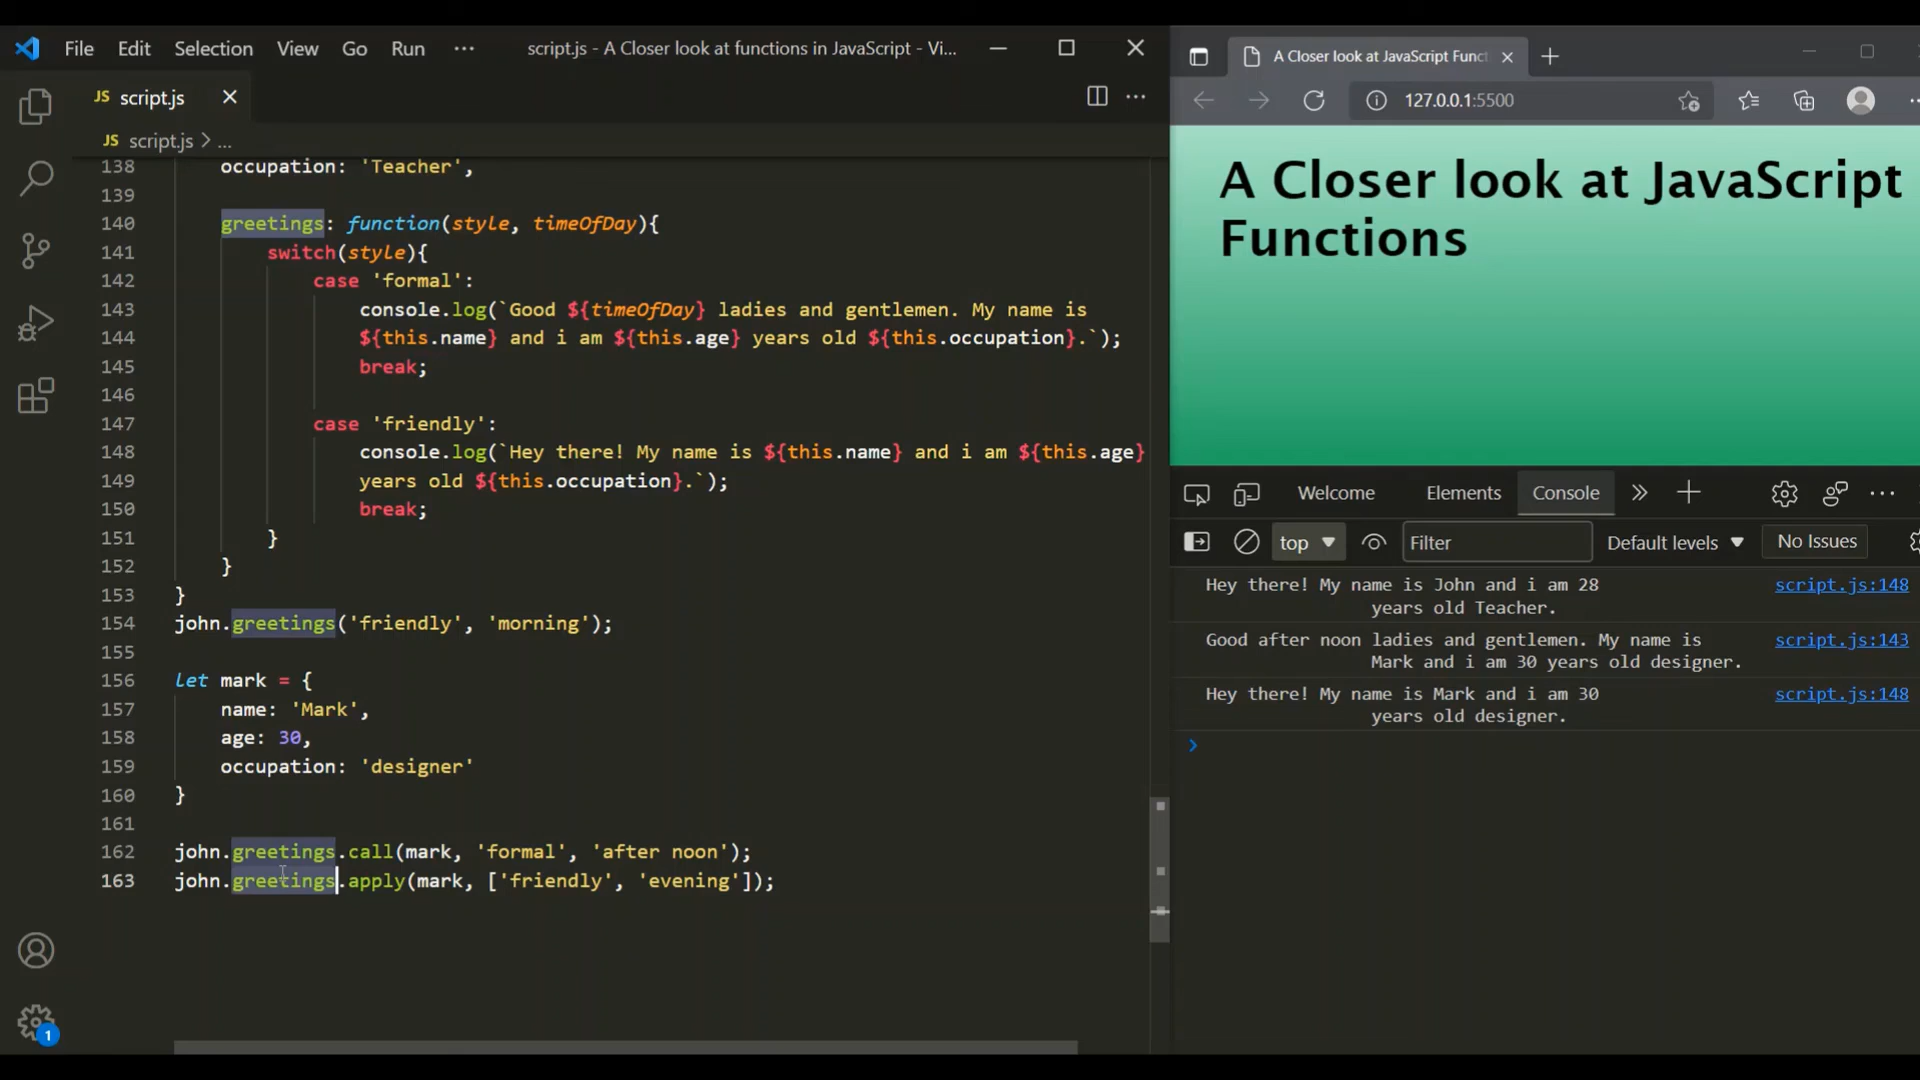 File Edit Selection View Go Run ··· script.js - A Closer look at functions in JavaScript - Vi...
JS script.js
JS script.js > ...
138 occupation: 'Teacher',
139
140 greetings: function(style, timeOfDay){
141 switch(style){
142 case 'formal':
143 console.log(`Good ${timeOfDay} ladies and gentlemen. My name is
144 ${this.name} and i am ${this.age} years old ${this.occupation}.`);
145 break;
146
147 case 'friendly':
148 console.log(`Hey there! My name is ${this.name} and i am ${this.age}
149 years old ${this.occupation}.`);
150 break;
151 }
152 }
153 }
154 john.greetings('friendly', 'morning');
155
156 let mark = {
157 name: 'Mark',
158 age: 30,
159 occupation: 'designer'
160 }
161
162 john.greetings.call(mark, 'formal', 'after noon');
163 john.greetings.apply(mark, ['friendly', 'evening']);
1
A Closer look at JavaScript Funct
127.0.0.1:5500
A Closer look at JavaScript
Functions
Welcome Elements Console
top Filter Default levels No Issues
Hey there! My name is John and i am 28 script.js:148
years old Teacher.
Good after noon ladies and gentlemen. My name is script.js:143
Mark and i am 30 years old designer.
Hey there! My name is Mark and i am 30 script.js:148
years old designer.